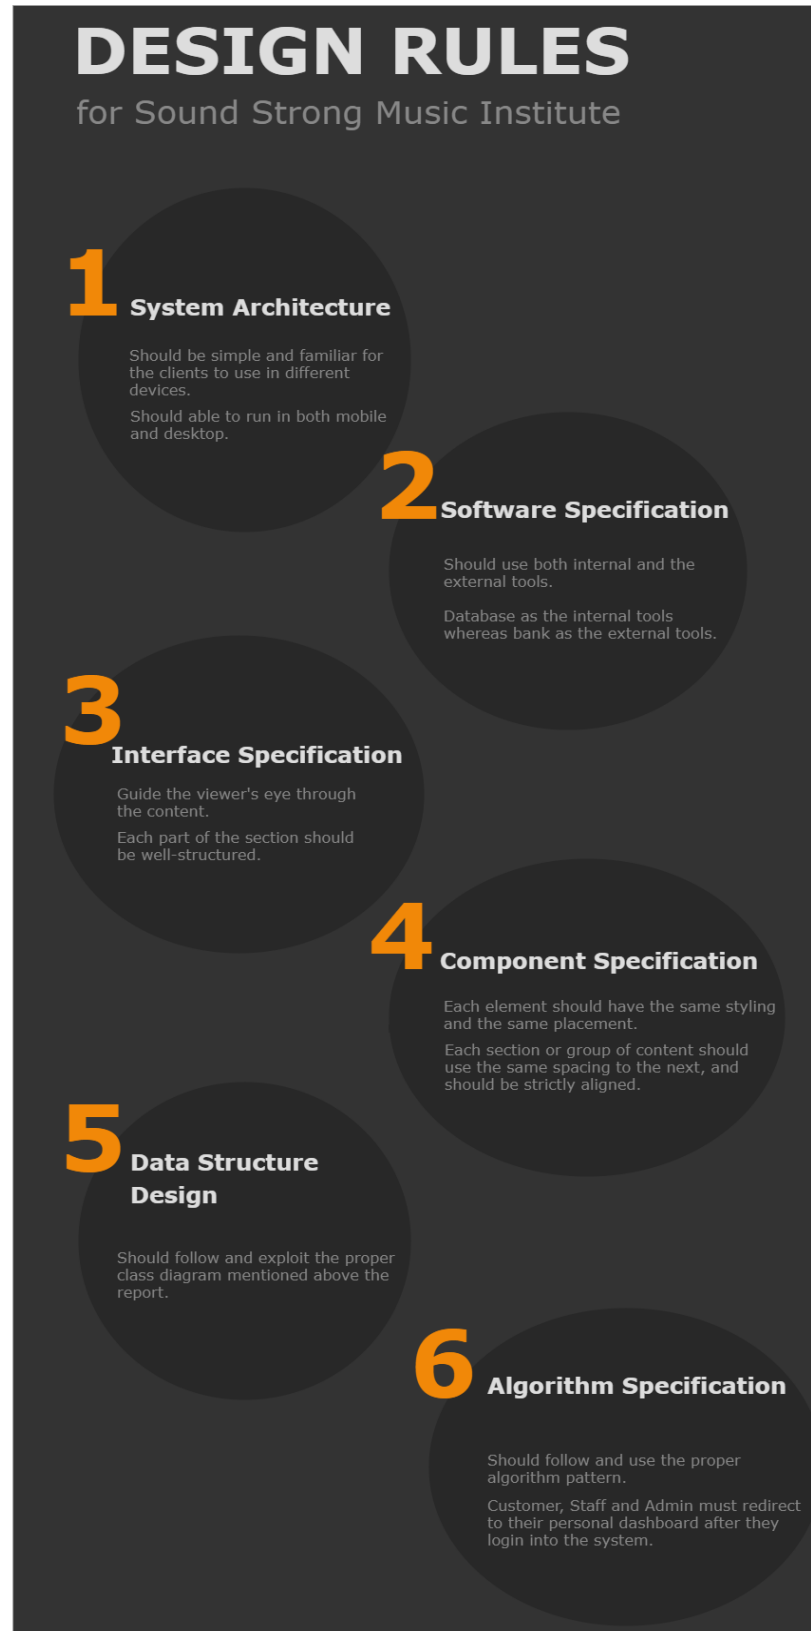 DESIGN RULES
for Sound Strong Music Institute
1
System Architecture
Should be simple and familiar for
the clients to use in different
devices.
Should able to run in both mobile
and desktop.
2
Software Specification
Should use both internal and the
external tools.
Database as the internal tools
whereas bank as the external tools.
3
Interface Specification
Guide the viewer's eye through
the content.
Each part of the section should
be well-structured.
4
Component Specification
Each element should have the same styling
and the same placement.
Each section or group of content should
use the same spacing to the next, and
should be strictly aligned.
5
Data Structure
Design
Should follow and exploit the proper
class diagram mentioned above the
report.
6
Algorithm Specification
Should follow and use the proper
algorithm pattern.
Customer, Staff and Admin must redirect
to their personal dashboard after they
login into the system.